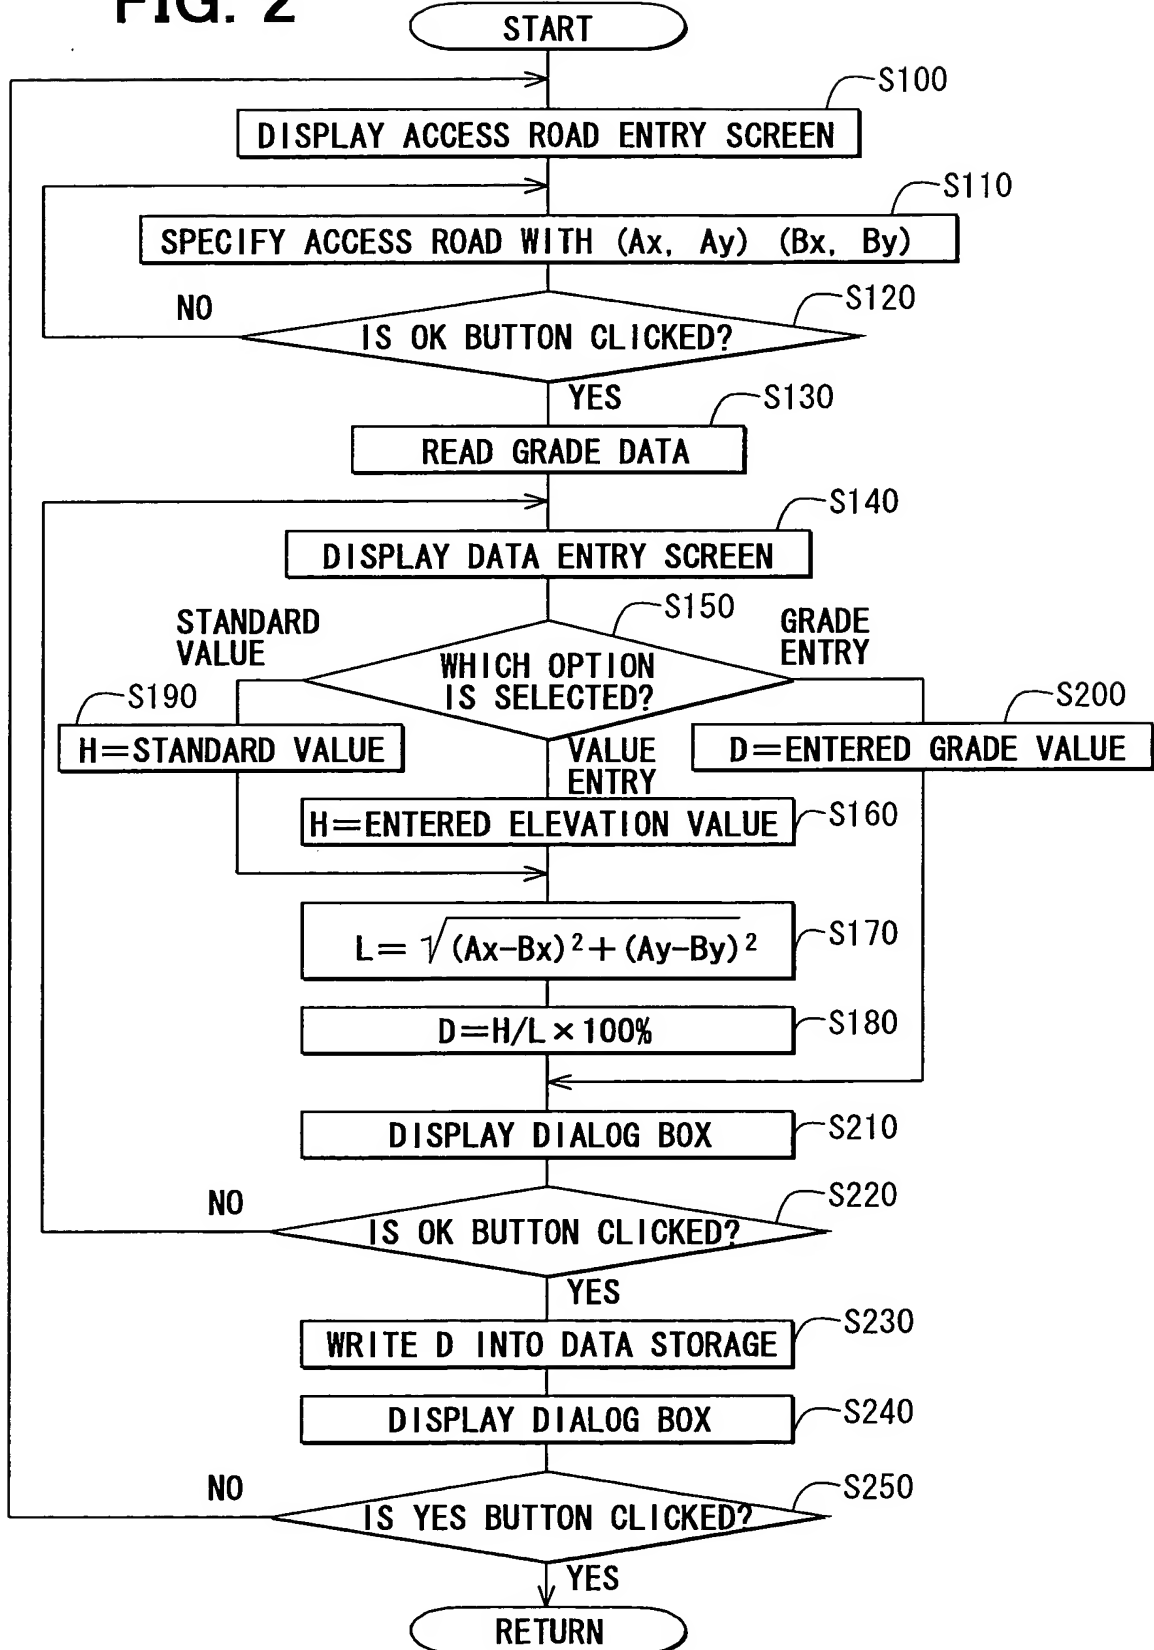 FIG. 2
START
S100
DISPLAY ACCESS ROAD ENTRY SCREEN
S110
SPECIFY ACCESS ROAD WITH (Ax, Ay) (Bx, By)
S120
NO
IS OK BUTTON CLICKED?
YES
S130
READ GRADE DATA
S140
DISPLAY DATA ENTRY SCREEN
S150
STANDARD
VALUE
GRADE
ENTRY
WHICH OPTION
IS SELECTED?
S190
S200
H=STANDARD VALUE
VALUE
ENTRY
D=ENTERED GRADE VALUE
S160
H=ENTERED ELEVATION VALUE
S170
L= √(Ax-Bx)²+(Ay-By)²
S180
D=H/L×100%
S210
DISPLAY DIALOG BOX
S220
NO
IS OK BUTTON CLICKED?
YES
S230
WRITE D INTO DATA STORAGE
S240
DISPLAY DIALOG BOX
S250
NO
IS YES BUTTON CLICKED?
YES
RETURN